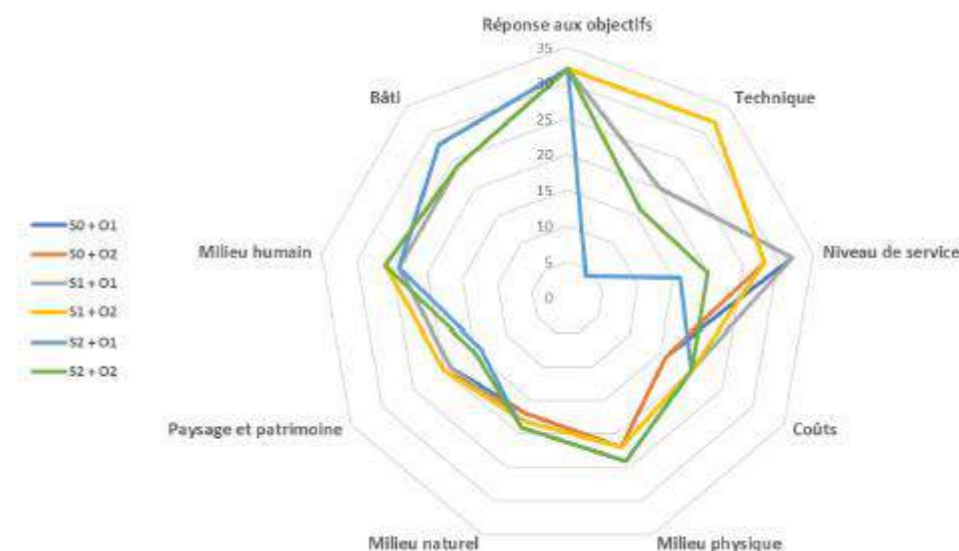 Réponse aux objectifs
35
30
25
20
15
10
5
0
Technique
Niveau de service
Coûts
Milieu physique
Milieu naturel
Paysage et patrimoine
Milieu humain
Bâti
S0 + O1
S0 + O2
S1 + O1
S1 + O2
S2 + O1
S2 + O2